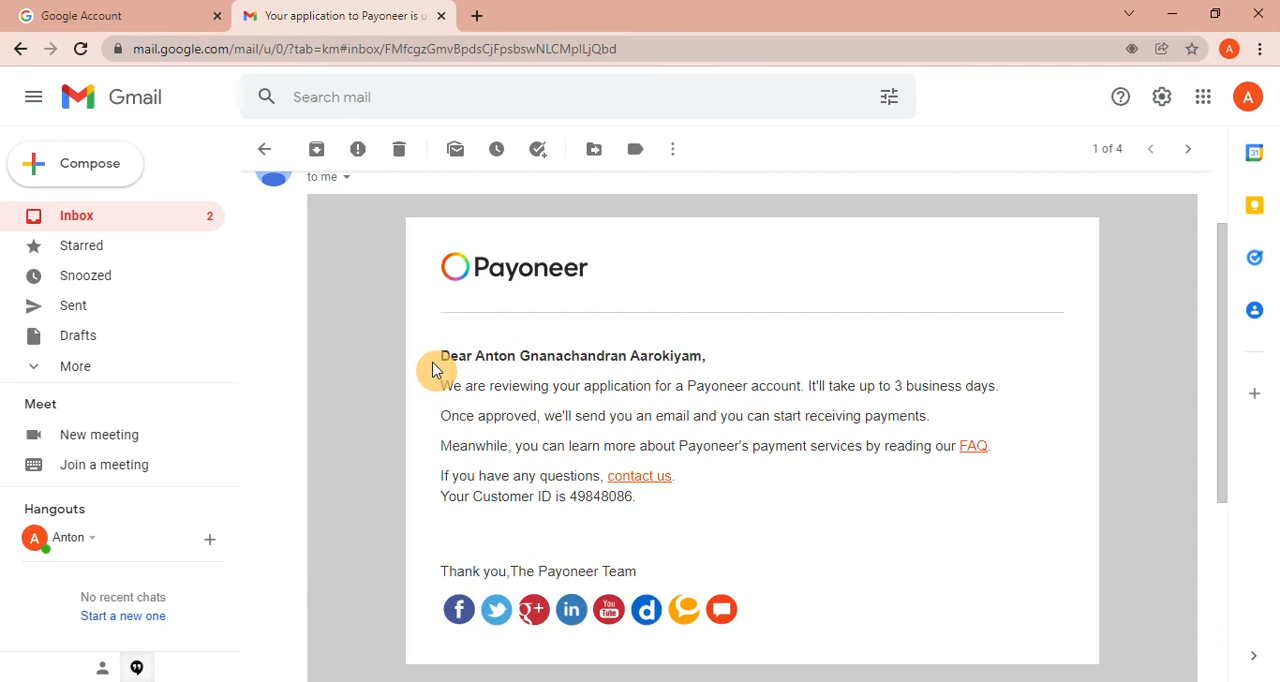 Google Account
Your application to Payoneer is u
mail.google.com/mail/u/0/?tab=km#inbox/FMfcgzGmvBpdsCjFpsbswNLCMplLjQbd
A
Gmail
Search mail
A
Compose
1 of 4
31
to me
Inbox 2
Starred
Snoozed
Sent
Drafts
More
Meet
New meeting
Join a meeting
Hangouts
A Anton
No recent chats
Start a new one
Payoneer
Dear Anton Gnanachandran Aarokiyam,
We are reviewing your application for a Payoneer account. It'll take up to 3 business days.
Once approved, we'll send you an email and you can start receiving payments.
Meanwhile, you can learn more about Payoneer's payment services by reading our FAQ.
If you have any questions, contact us.
Your Customer ID is 49848086.
Thank you,The Payoneer Team
f g+ in You Tube d